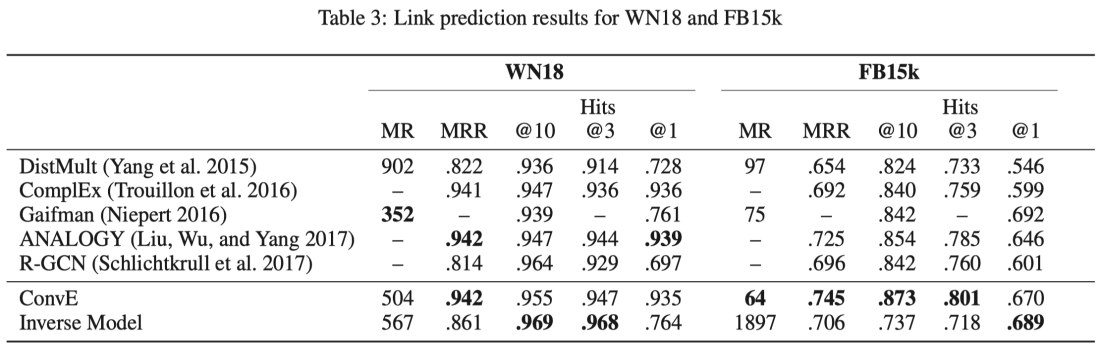 Table 3: Link prediction results for WN18 and FB15k
WN18 FB15k
Hits Hits
MR MRR @10 @3 @1 MR MRR @10 @3 @1
DistMult (Yang et al. 2015) 902 .822 .936 .914 .728 97 .654 .824 .733 .546
ComplEx (Trouillon et al. 2016) – .941 .947 .936 .936 – .692 .840 .759 .599
Gaifman (Niepert 2016) 352 – .939 – .761 75 – .842 – .692
ANALOGY (Liu, Wu, and Yang 2017) – .942 .947 .944 .939 – .725 .854 .785 .646
R-GCN (Schlichtkrull et al. 2017) – .814 .964 .929 .697 – .696 .842 .760 .601
ConvE 504 .942 .955 .947 .935 64 .745 .873 .801 .670
Inverse Model 567 .861 .969 .968 .764 1897 .706 .737 .718 .689